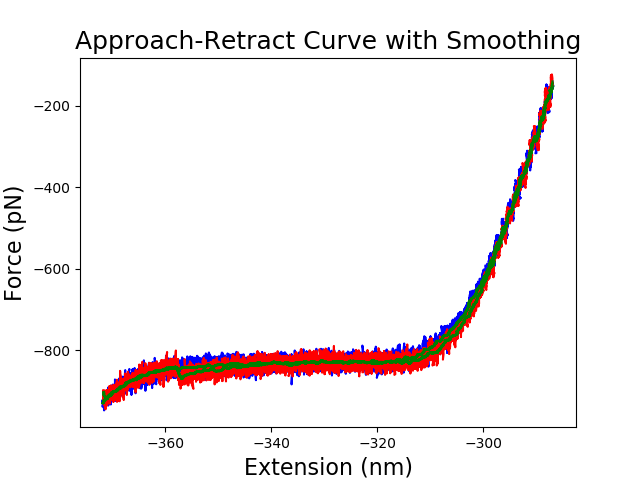 Approach-Retract Curve with Smoothing
Force (pN)
−200
−400
−600
−800
−360 −340 −320 −300
Extension (nm)